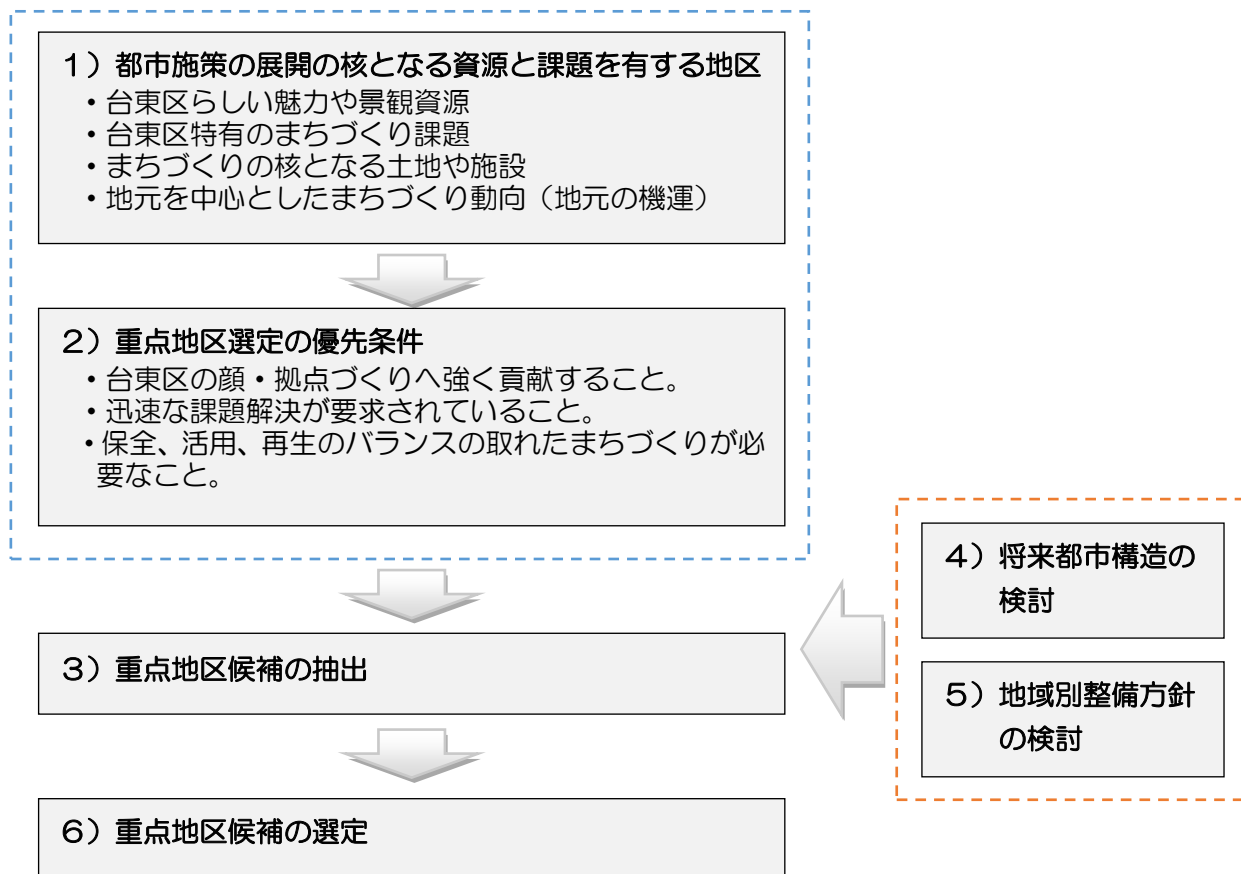 １）都市施策の展開の核となる資源と課題を有する地区
・台東区らしい魅力や景観資源
・台東区特有のまちづくり課題
・まちづくりの核となる土地や施設
・地元を中心としたまちづくり動向（地元の機運）
２）重点地区選定の優先条件
・台東区の顔・拠点づくりへ強く貢献すること。
・迅速な課題解決が要求されていること。
・保全、活用、再生のバランスの取れたまちづくりが必
要なこと。
３）重点地区候補の抽出
４）将来都市構造の
検討
５）地域別整備方針
の検討
６）重点地区候補の選定